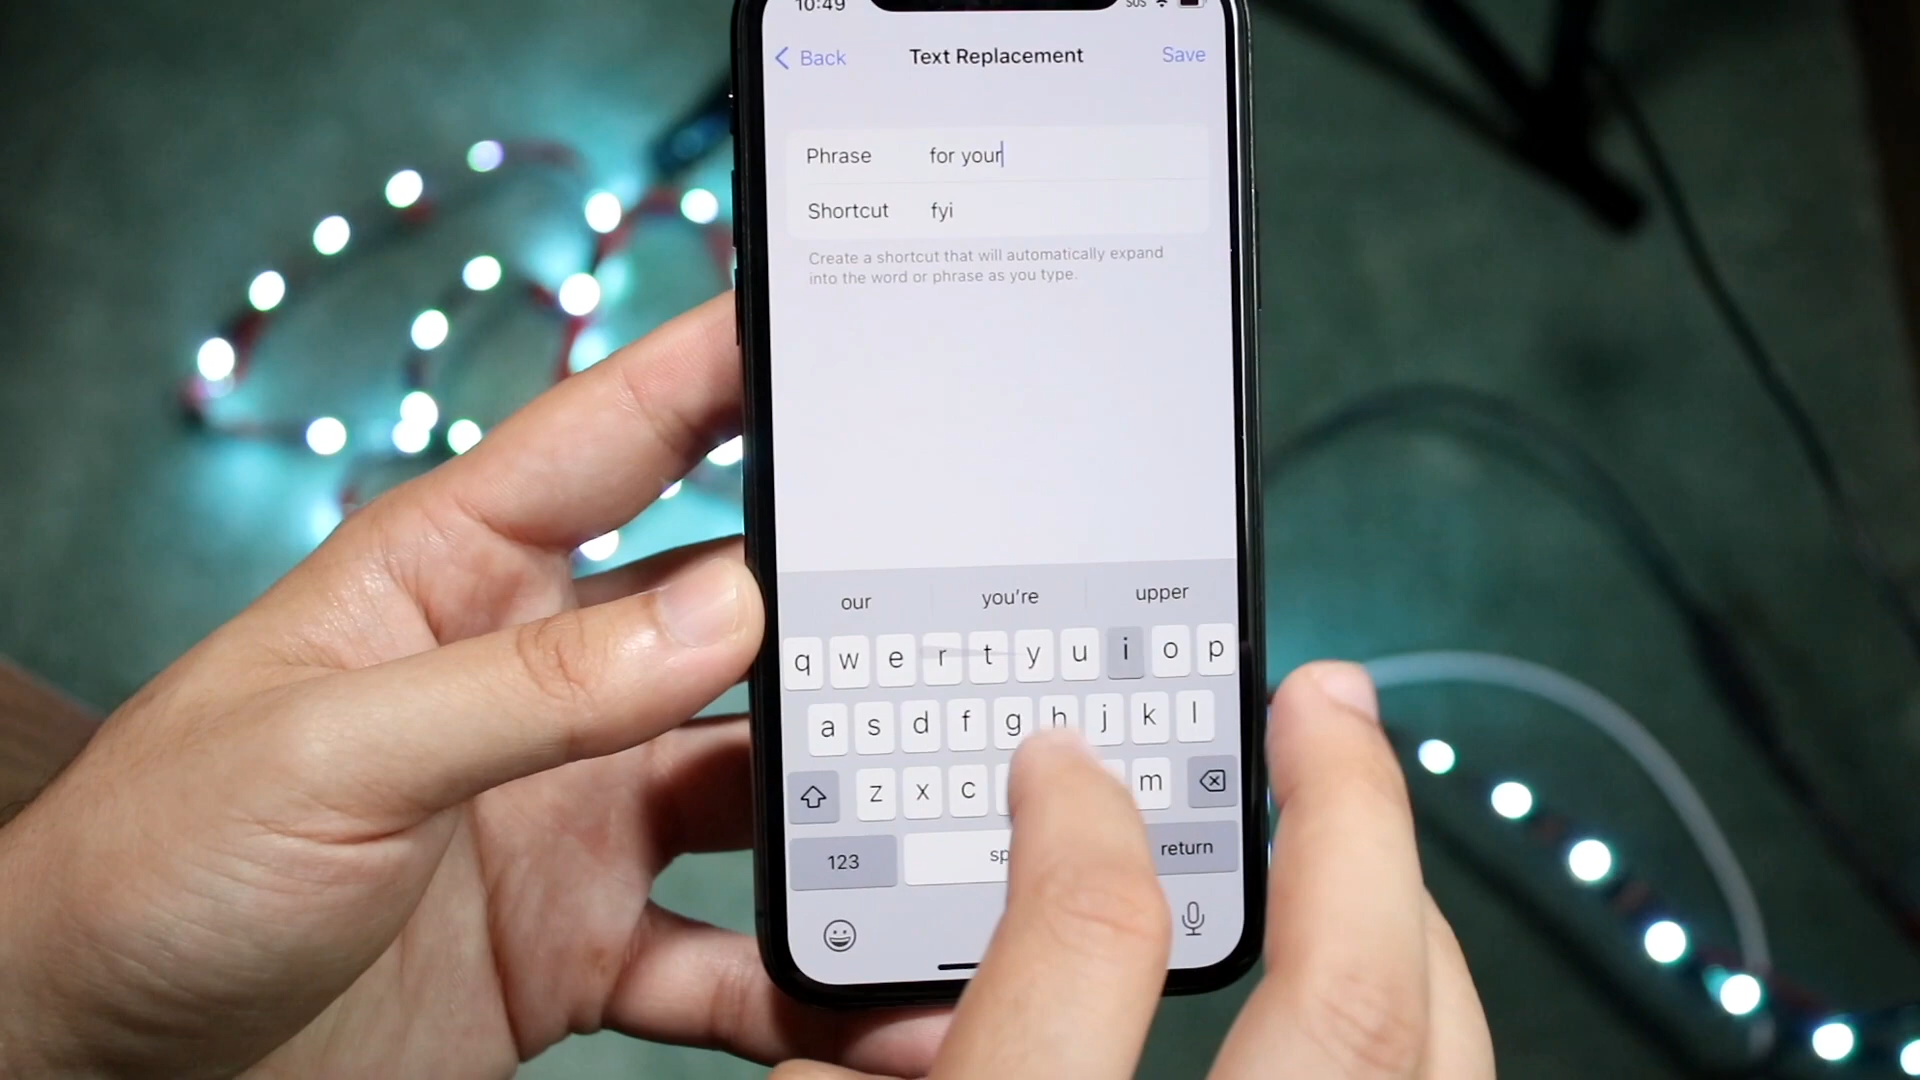 10:49 SOS
Back Text Replacement Save
Phrase for your
Shortcut fyi
Create a shortcut that will automatically expand
into the word or phrase as you type.
our you're upper
q w e r t y u i o p
a s d f g h j k l
z x c m
123 return